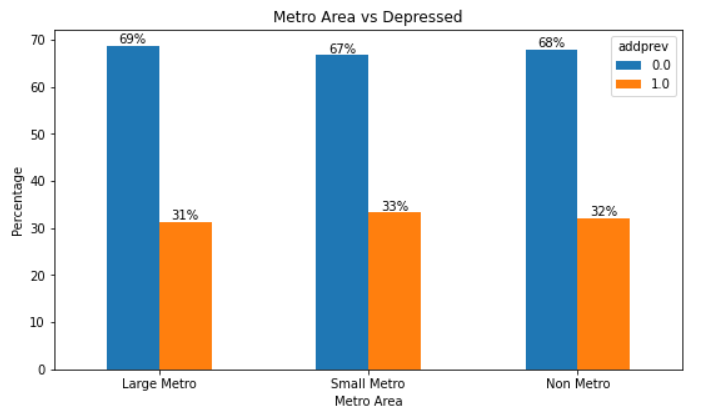 Metro Area vs Depressed
addprev
0.0
1.0
Percentage
70
60
50
40
30
20
10
0
69%
31%
67%
33%
68%
32%
Large Metro
Small Metro
Non Metro
Metro Area